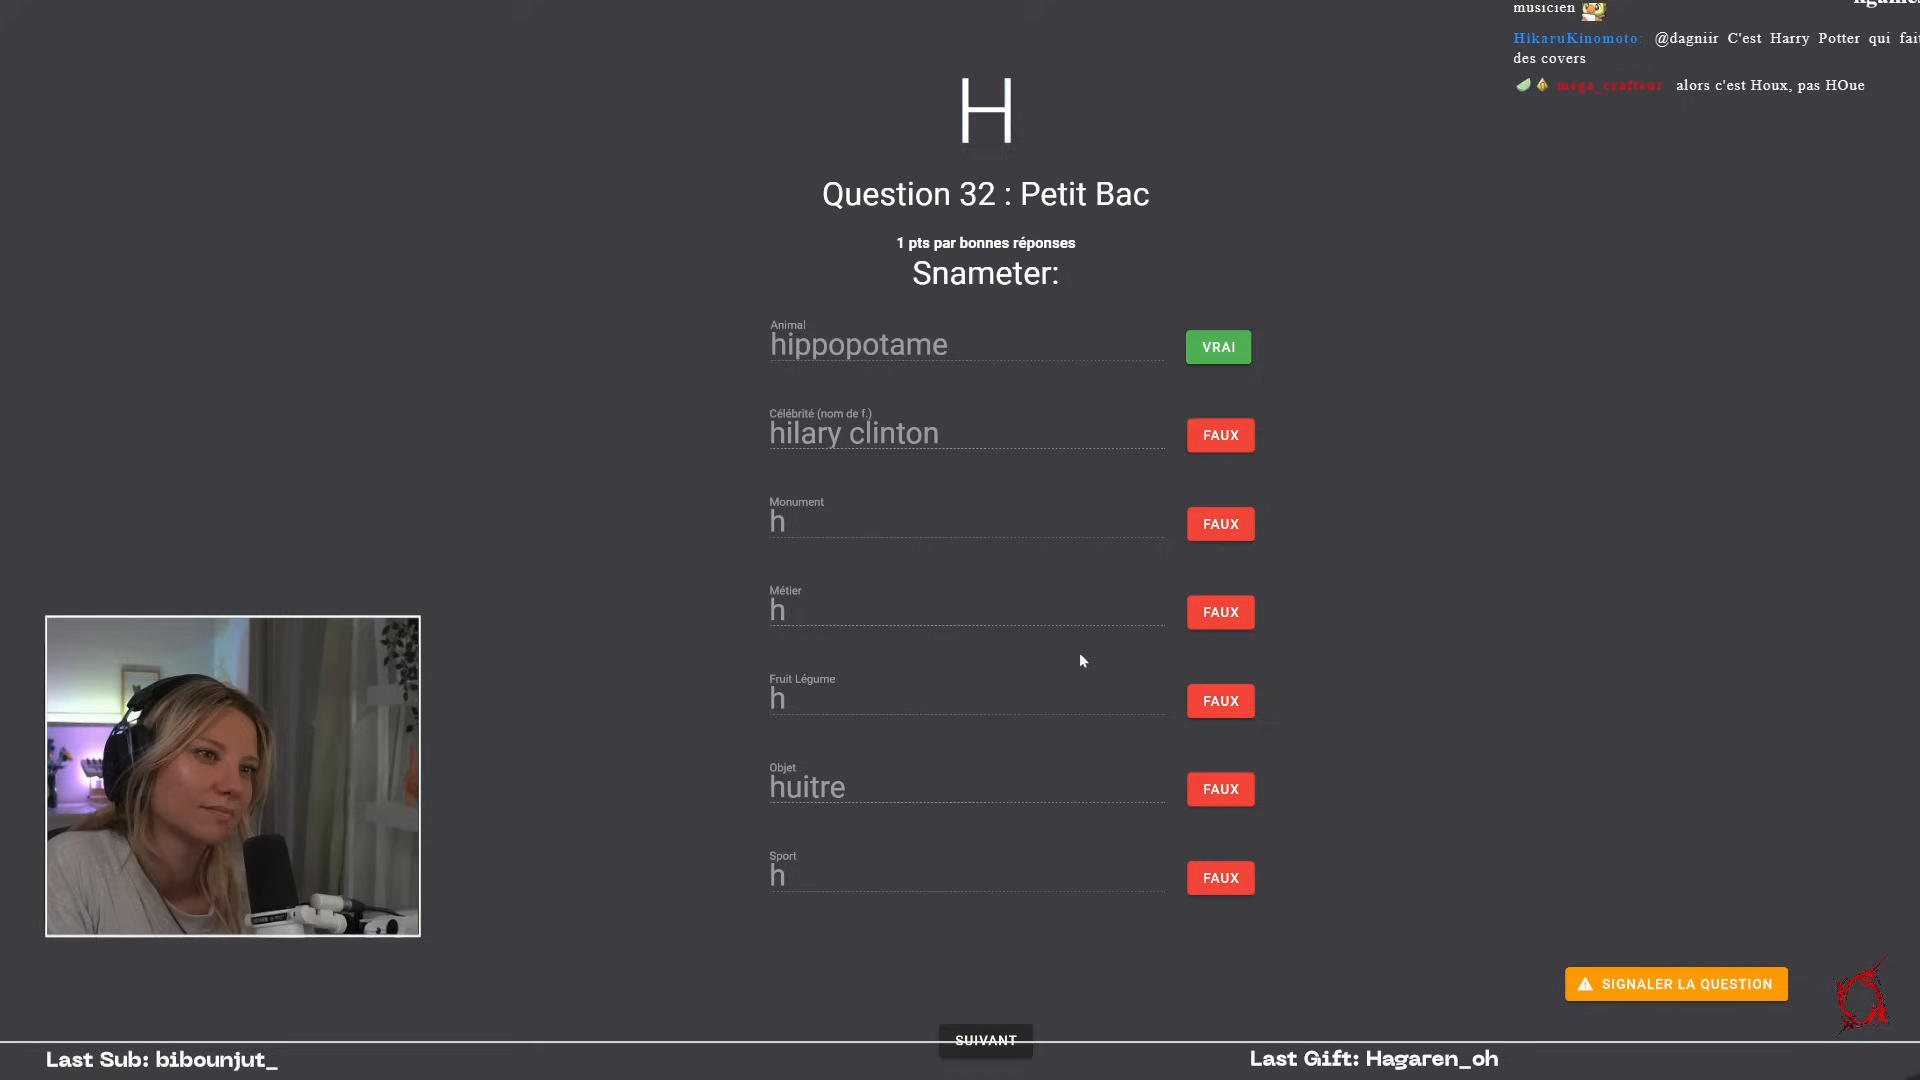 musicien
HikaruKinomoto: @dagniir C'est Harry Potter qui fait
des covers
mega_crafteur alors c'est Houx, pas HOue
H
Question 32 : Petit Bac
1 pts par bonnes réponses
Snameter:
Animal
hippopotame
VRAI
Célébrité (nom de f.)
hilary clinton
FAUX
Monument
h
FAUX
Métier
h
FAUX
Fruit Légume
h
FAUX
Objet
huitre
FAUX
Sport
h
FAUX
SIGNALER LA QUESTION
SUIVANT
Last Sub: bibounjut_
Last Gift: Hagaren_oh